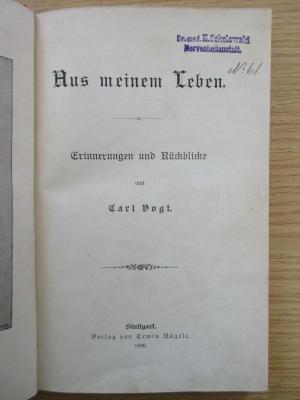 Dr. med. E. Sokolowski
Nervenheilanstalt.
No. 61.
Aus meinem Leben.
Erinnerungen und Rückblicke
von
Carl Vogt.
Stuttgart.
Verlag von Erwin Nägele.
1896.